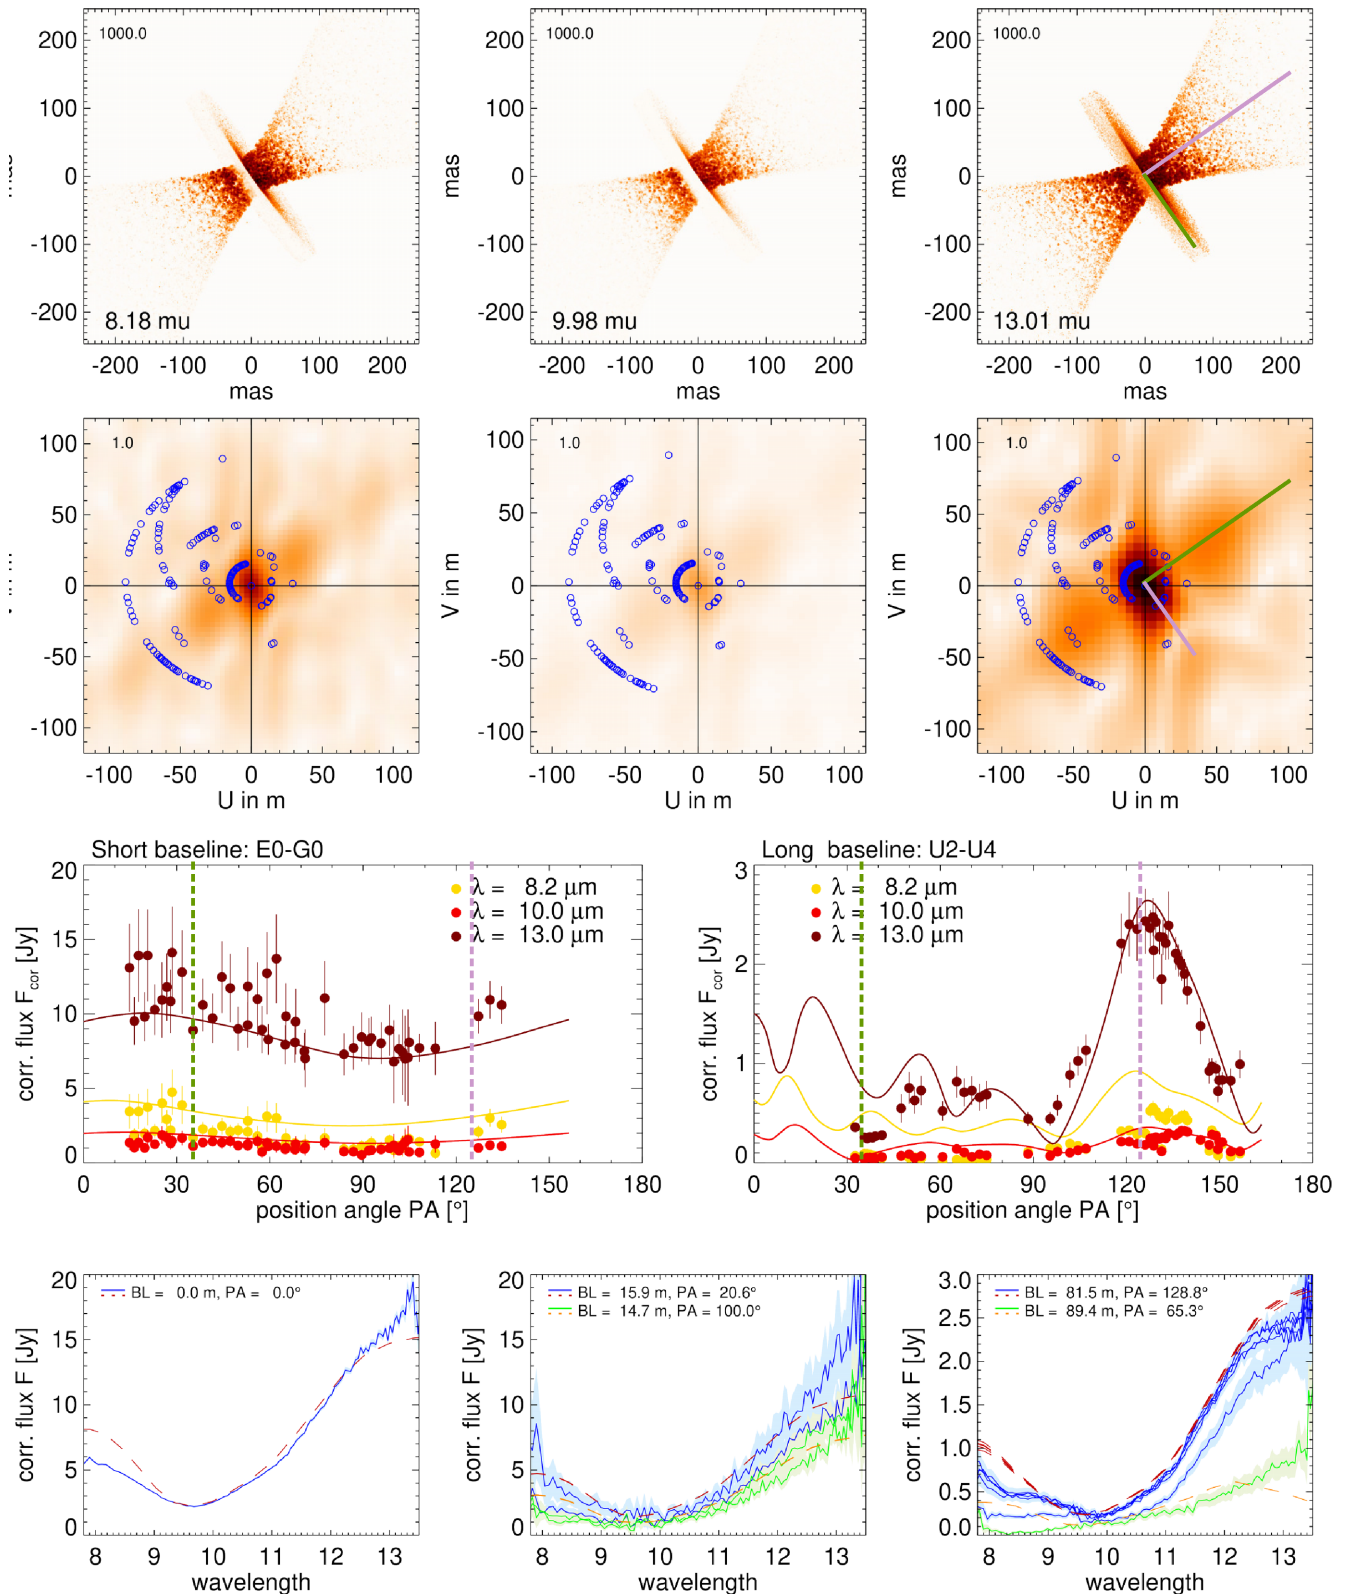 1000.0
8.18 mu
200
100
0
-100
-200
-200 -100 0 100 200
mas
1000.0
9.98 mu
mas
200
100
0
-100
-200
-200 -100 0 100 200
mas
1000.0
13.01 mu
mas
200
100
0
-100
-200
-200 -100 0 100 200
mas
1.0
100
50
0
-50
-100
-100 -50 0 50 100
U in m
1.0
V in m
100
50
0
-50
-100
-100 -50 0 50 100
U in m
1.0
V in m
100
50
0
-50
-100
-100 -50 0 50 100
U in m
Short baseline: E0-G0
λ = 8.2 μm
λ = 10.0 μm
λ = 13.0 μm
corr. flux Fcor [Jy]
20
15
10
5
0
0 30 60 90 120 150 180
position angle PA [°]
Long baseline: U2-U4
λ = 8.2 μm
λ = 10.0 μm
λ = 13.0 μm
corr. flux Fcor [Jy]
3
2
1
0
0 30 60 90 120 150 180
position angle PA [°]
BL = 0.0 m, PA = 0.0°
corr. flux F [Jy]
20
15
10
5
0
8 9 10 11 12 13
wavelength
BL = 15.9 m, PA = 20.6°
BL = 14.7 m, PA = 100.0°
corr. flux F [Jy]
20
15
10
5
0
8 9 10 11 12 13
wavelength
BL = 81.5 m, PA = 128.8°
BL = 89.4 m, PA = 65.3°
corr. flux F [Jy]
3.0
2.5
2.0
1.5
1.0
0.5
0.0
8 9 10 11 12 13
wavelength